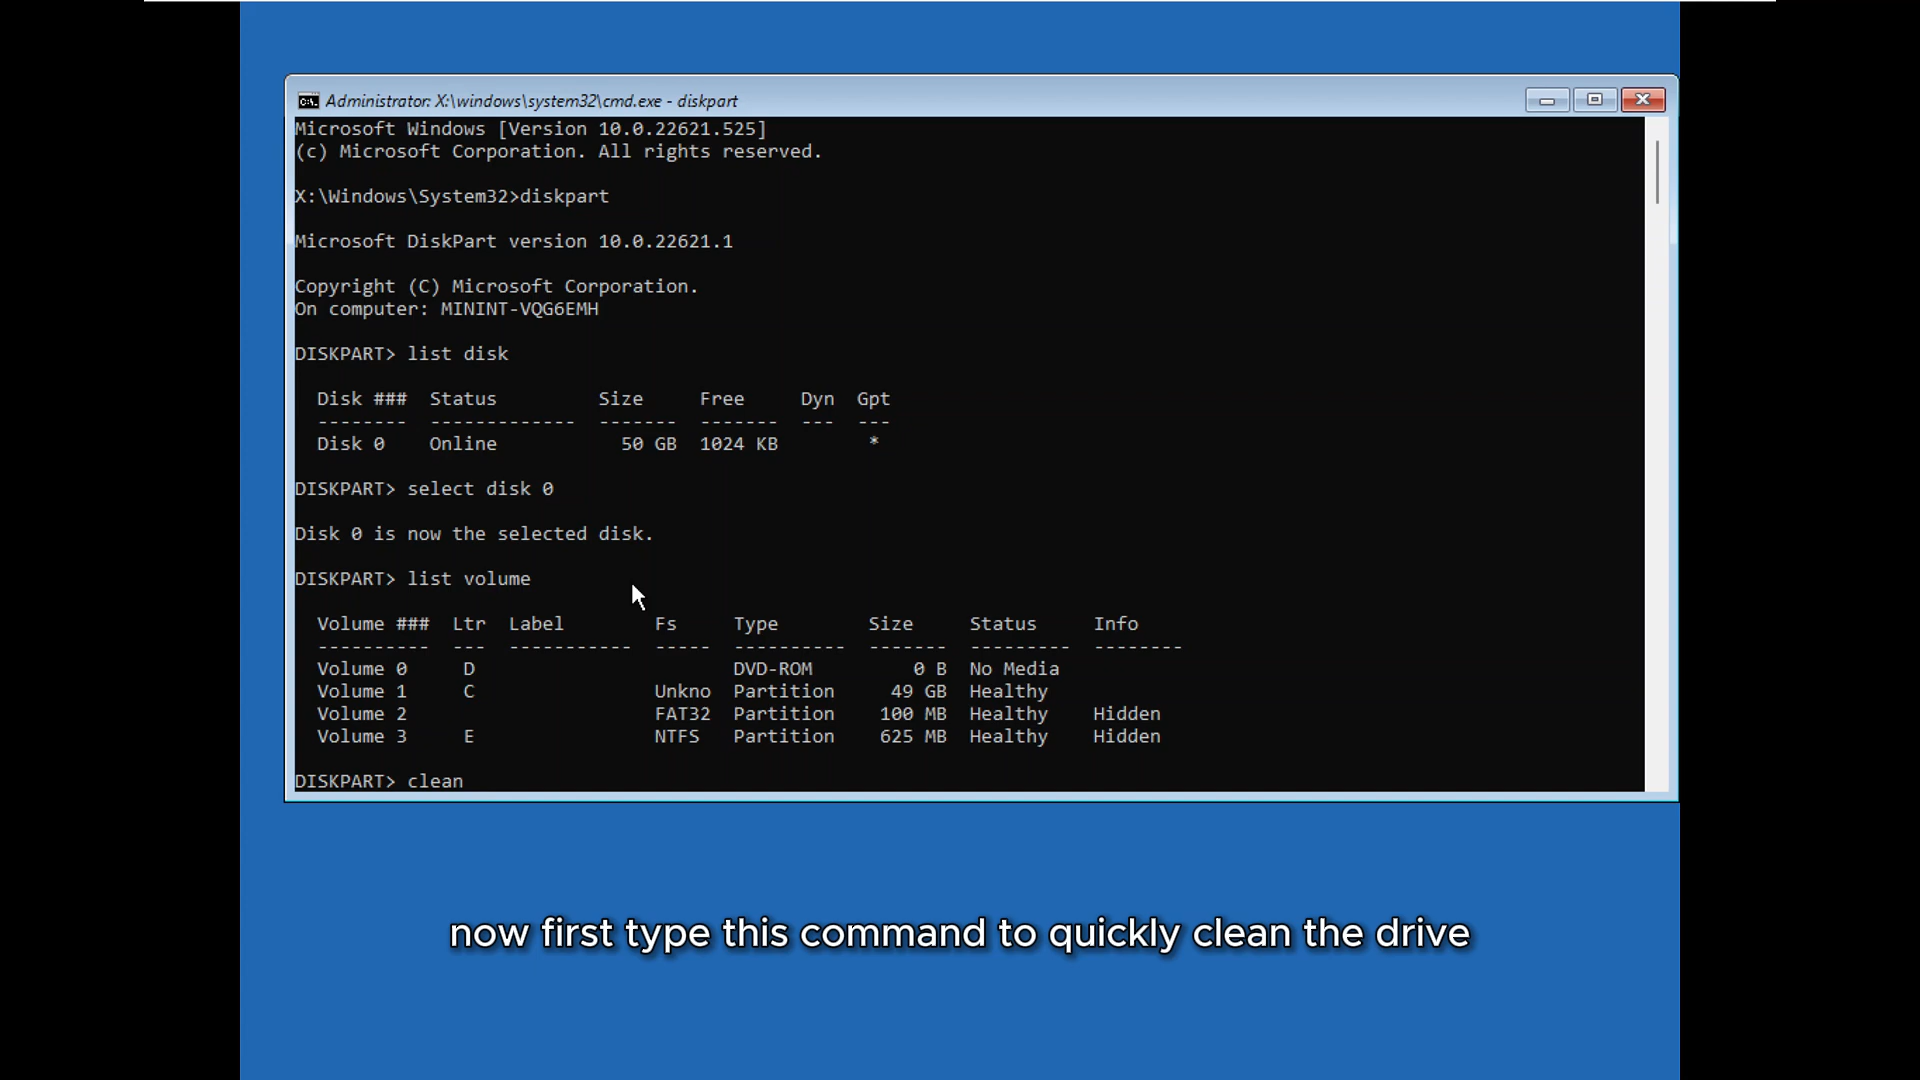 Administrator: X:\windows\system32\cmd.exe - diskpart
Microsoft Windows [Version 10.0.22621.525]
(c) Microsoft Corporation. All rights reserved.
X:\Windows\System32>diskpart
Microsoft DiskPart version 10.0.22621.1
Copyright (C) Microsoft Corporation.
On computer: MININT-VQG6EMH
DISKPART> list disk
  Disk ###  Status         Size     Free     Dyn  Gpt
  --------  -------------  -------  -------  ---  ---
  Disk 0    Online           50 GB  1024 KB        *
DISKPART> select disk 0
Disk 0 is now the selected disk.
DISKPART> list volume
  Volume ###  Ltr  Label        Fs     Type        Size     Status     Info
  ----------  ---  -----------  -----  ----------  -------  ---------  --------
  Volume 0     D                       DVD-ROM         0 B  No Media
  Volume 1     C                Unkno  Partition     49 GB  Healthy
  Volume 2                      FAT32  Partition    100 MB  Healthy    Hidden
  Volume 3     E                NTFS   Partition    625 MB  Healthy    Hidden
DISKPART> clean
now first type this command to quickly clean the drive